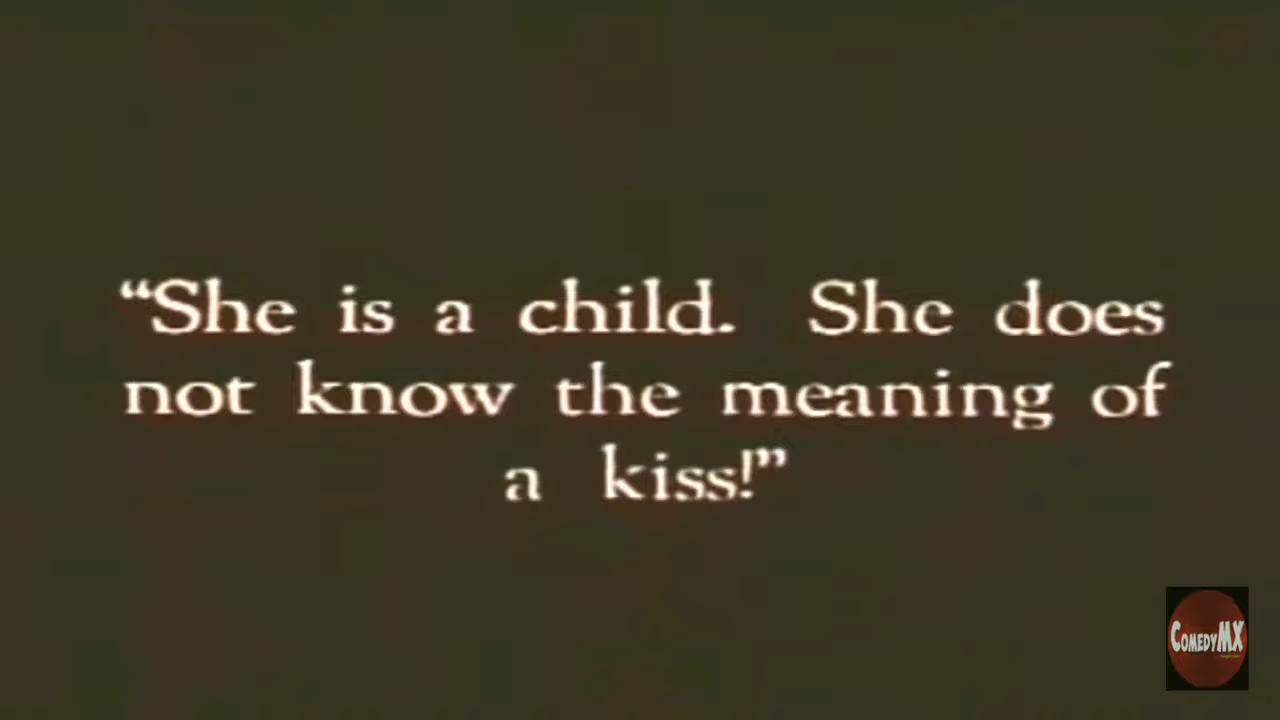 “She is a child. She does
not know the meaning of
a kiss!”
COMEDYMX